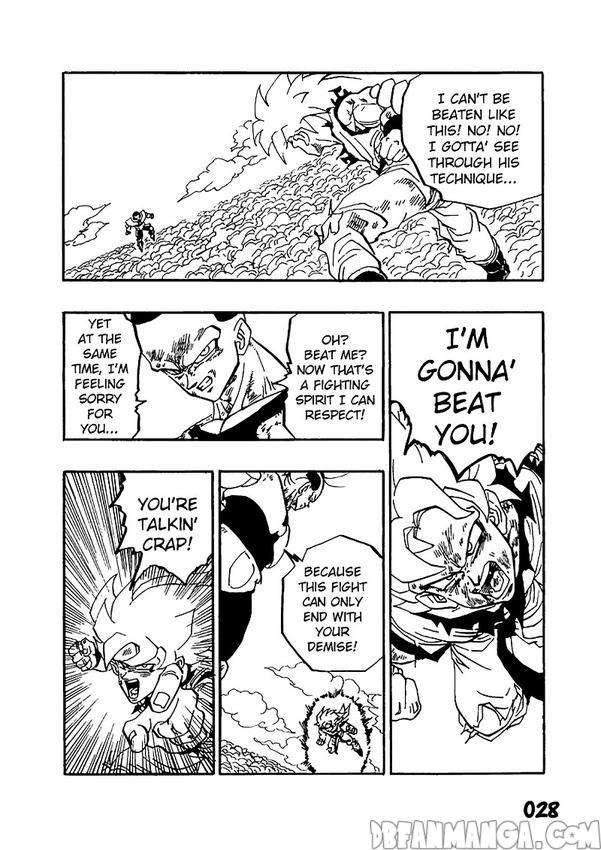 I CAN'T BE
BEATEN LIKE
THIS! NO! NO!
I GOTTA' SEE
THROUGH HIS
TECHNIQUE...
I'M
GONNA'
BEAT
YOU!
OH?
BEAT ME?
NOW THAT'S
A FIGHTING
SPIRIT I CAN
RESPECT!
YET
AT THE
SAME
TIME, I'M
FEELING
SORRY
FOR
YOU...
BECAUSE
THIS FIGHT
CAN ONLY
END WITH
YOUR
DEMISE!
YOU'RE
TALKIN'
CRAP!
028
DBFANMANGA.COM